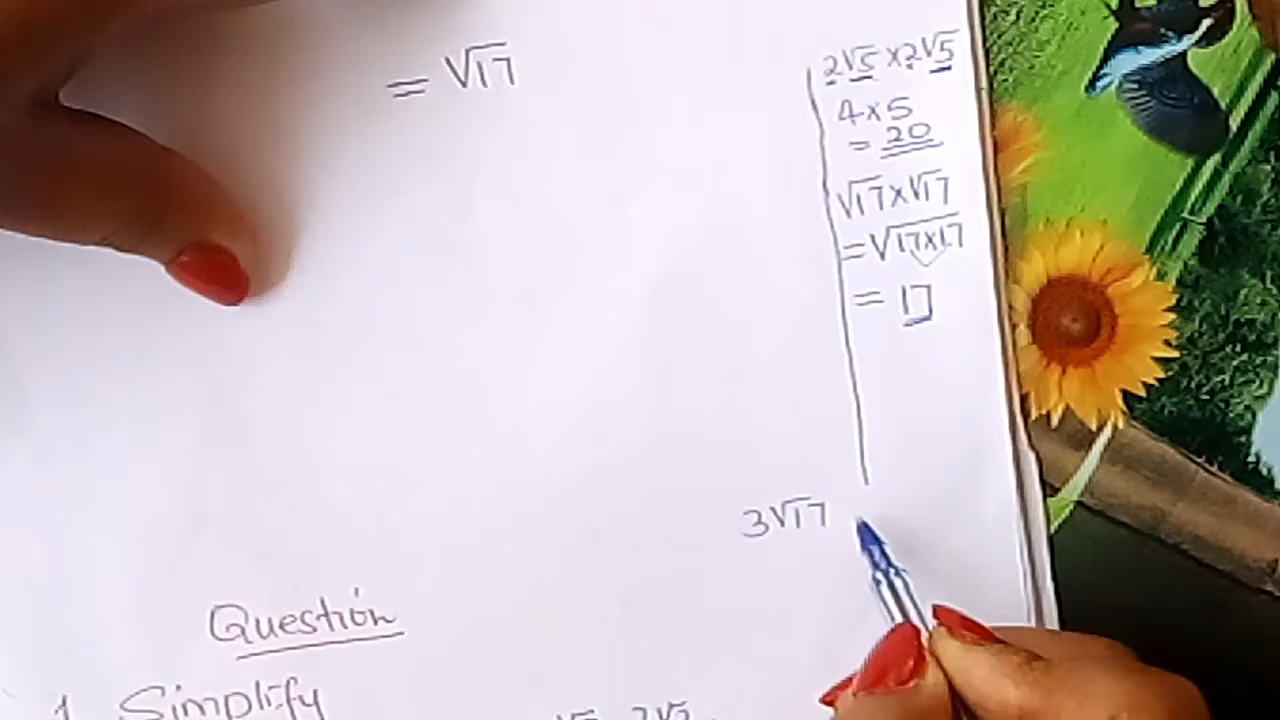 = √17
2√5 × 2√5
4 × 5
= 20
√17 × √17
= √17×17
= 17
3√17
Question
1. Simplify